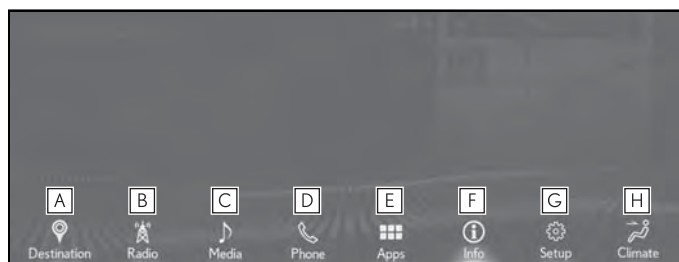 A B C D E F G H
Destination Radio Media Phone Apps Info Setup Climate